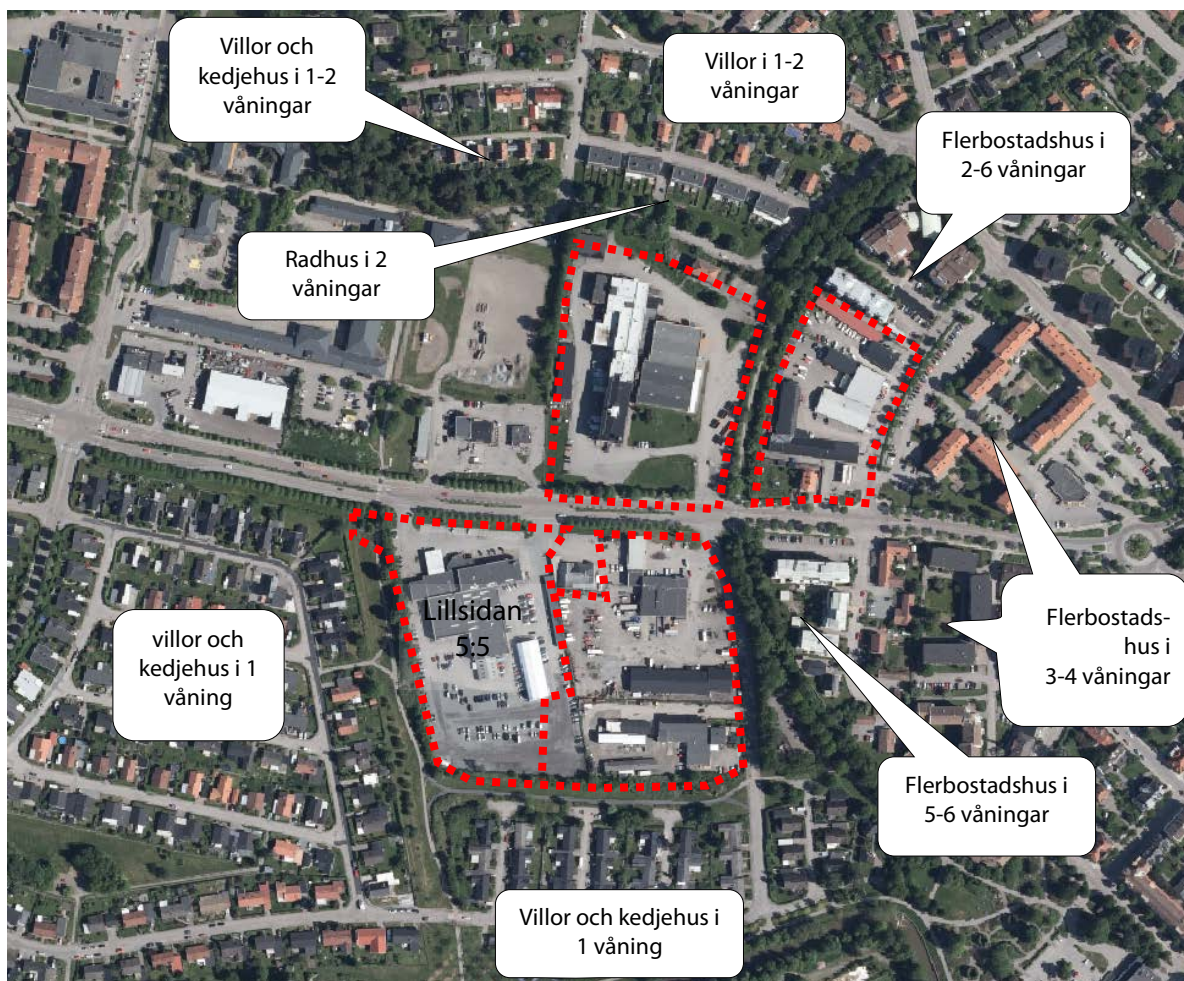 Villor och
kedjehus i 1-2
våningar
Villor i 1-2
våningar
Flerbostadshus i
2-6 våningar
Radhus i 2
våningar
Lillsidan
5:5
villor och
kedjehus i 1
våning
Flerbostads-
hus i
3-4 våningar
Flerbostadshus i
5-6 våningar
Villor och kedjehus i
1 våning